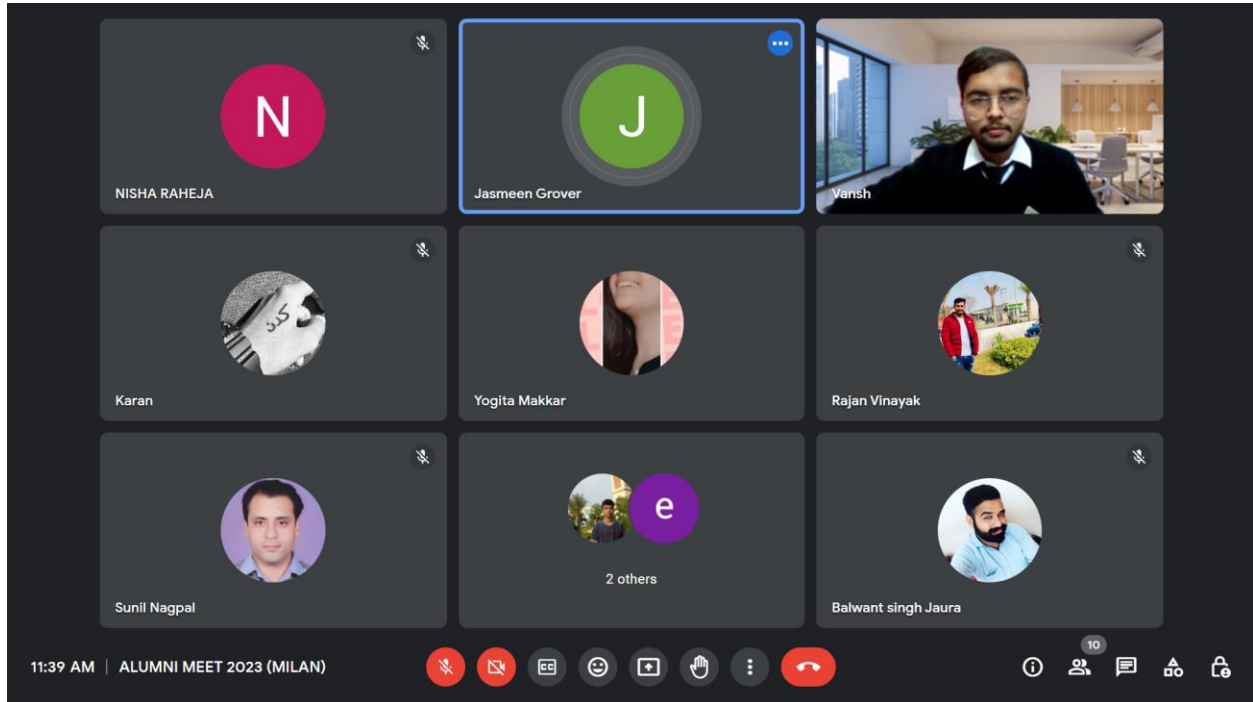 N
NISHA RAHEJA
J
Jasmeen Grover
Vansh
Karan
Yogita Makkar
Rajan Vinayak
Sunil Nagpal
e
2 others
Balwant singh Jaura
11:39 AM | ALUMNI MEET 2023 (MILAN)
CC
10